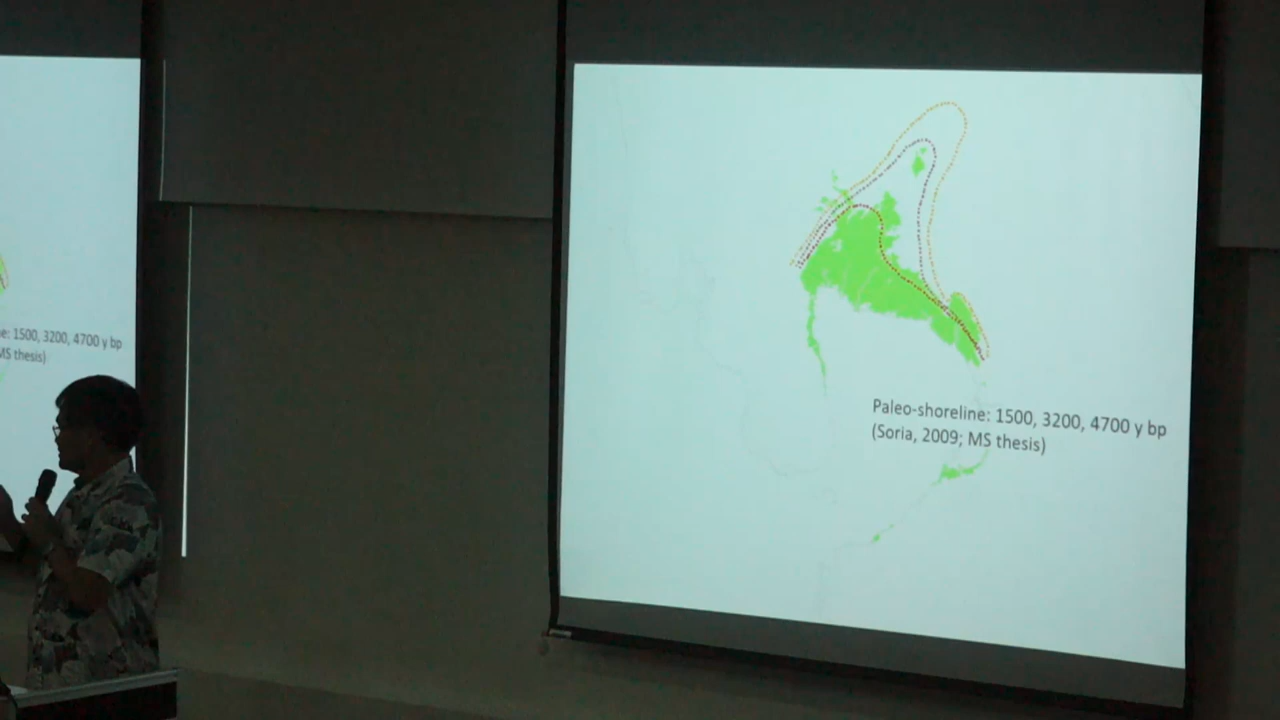 e: 1500, 3200, 4700 y bp
MS thesis)
Paleo-shoreline: 1500, 3200, 4700 y bp
(Soria, 2009; MS thesis)